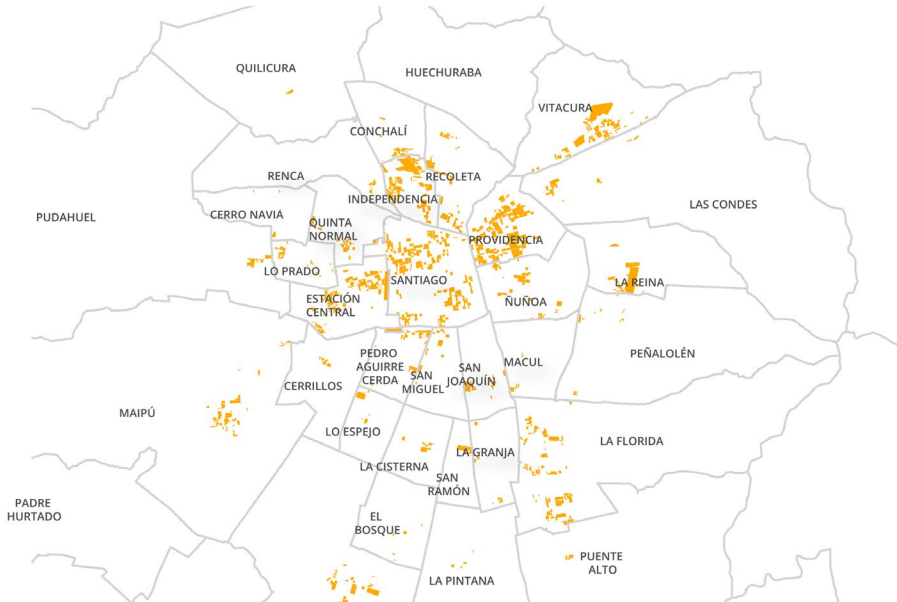 QUILICURA
HUECHURABA
VITACURA
CONCHALÍ
RENCA
RECOLETA
INDEPENDENCIA
LAS CONDES
PUDAHUEL
CERRO NAVIA
QUINTA
NORMAL
PROVIDENCIA
LO PRADO
SANTIAGO
LA REINA
ESTACIÓN
CENTRAL
ÑUÑOA
PEDRO
AGUIRRE
CERDA
SAN
MIGUEL
SAN
JOAQUÍN
MACUL
PEÑALOLÉN
CERRILLOS
MAIPÚ
LO ESPEJO
LA FLORIDA
LA GRANJA
LA CISTERNA
SAN
RAMÓN
PADRE
HURTADO
EL
BOSQUE
PUENTE
ALTO
LA PINTANA